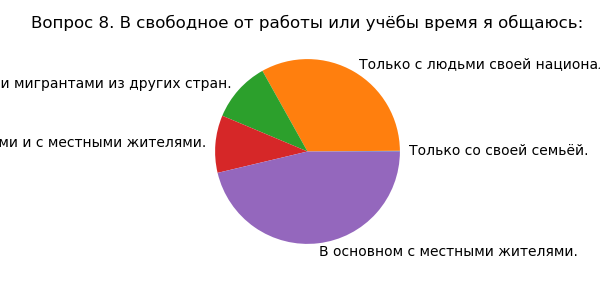 Вопрос 8. В свободное от работы или учёбы время я общаюсь:
Только с людьми своей национа
и мигрантами из других стран.
и с местными жителями.
Только со своей семьёй.
В основном с местными жителями.